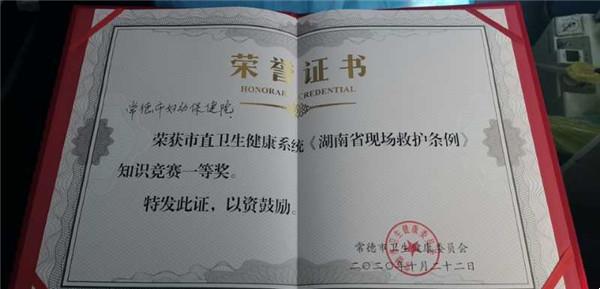 荣誉证书
HONORARY CREDENTIAL
常德市妇幼保健院
荣获市直卫生健康系统《湖南省现场救护条例》
知识竞赛一等奖。
特发此证，以资鼓励。
常德市卫生健康委员会
二〇二〇年十月二十二日